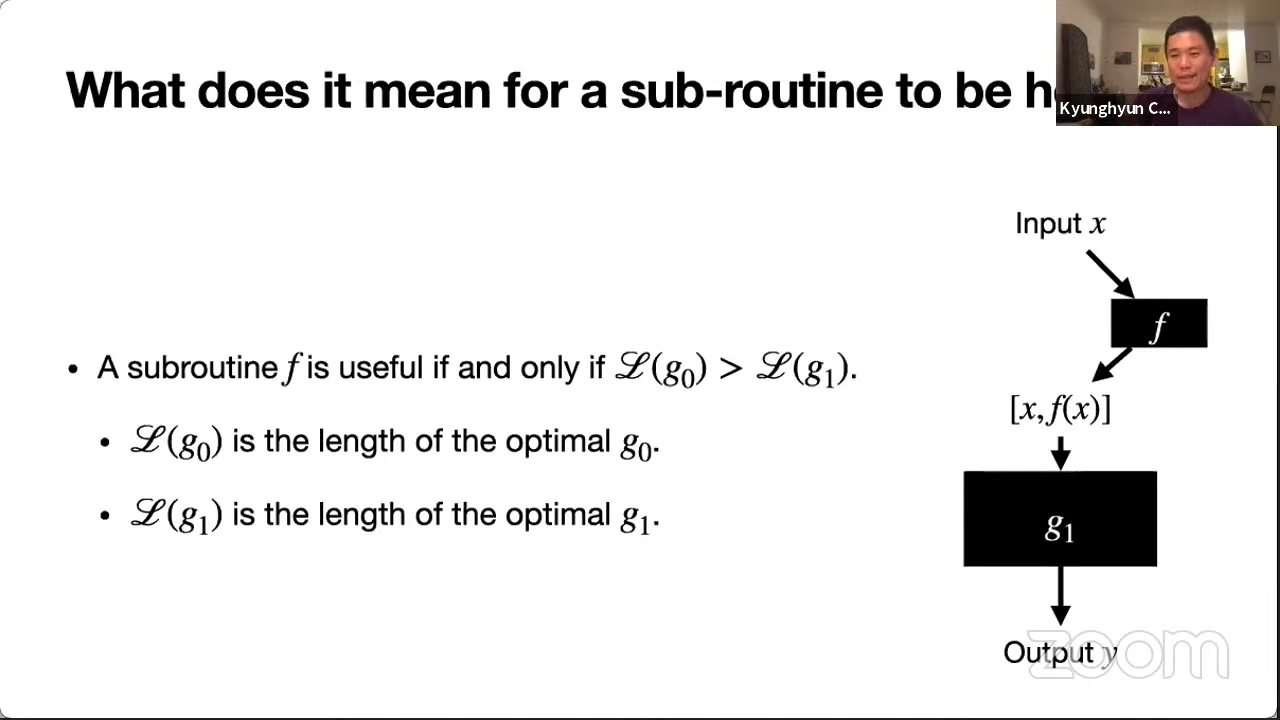 What does it mean for a sub-routine to be
Kyunghyun C...
Input x
f
• A subroutine f is useful if and only if ℒ(g₀) > ℒ(g₁).
[x, f(x)]
• ℒ(g₀) is the length of the optimal g₀.
• ℒ(g₁) is the length of the optimal g₁.
g₁
Output y
zoom